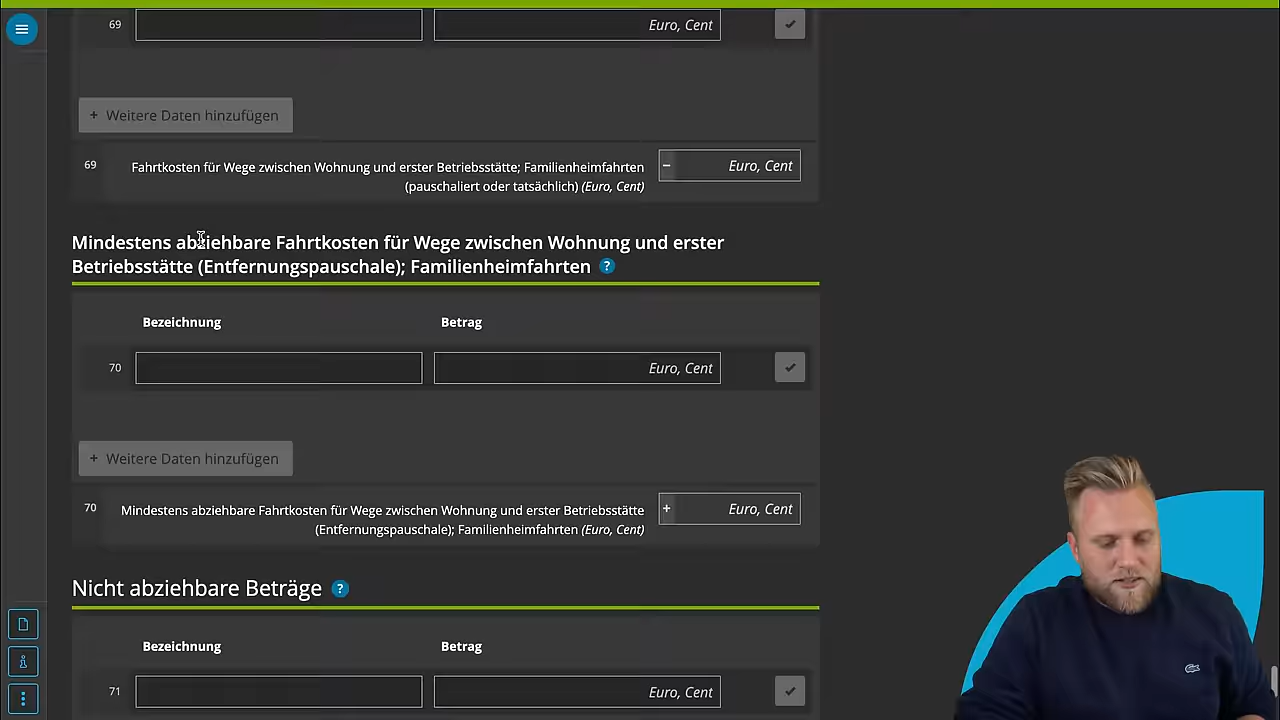 69 Euro, Cent
+ Weitere Daten hinzufügen
69 Fahrtkosten für Wege zwischen Wohnung und erster Betriebsstätte; Familienheimfahrten − Euro, Cent
(pauschaliert oder tatsächlich) (Euro, Cent)
Mindestens abziehbare Fahrtkosten für Wege zwischen Wohnung und erster
Betriebsstätte (Entfernungspauschale); Familienheimfahrten ?
Bezeichnung Betrag
70 Euro, Cent
+ Weitere Daten hinzufügen
70 Mindestens abziehbare Fahrtkosten für Wege zwischen Wohnung und erster Betriebsstätte + Euro, Cent
(Entfernungspauschale); Familienheimfahrten (Euro, Cent)
Nicht abziehbare Beträge ?
Bezeichnung Betrag
71 Euro, Cent